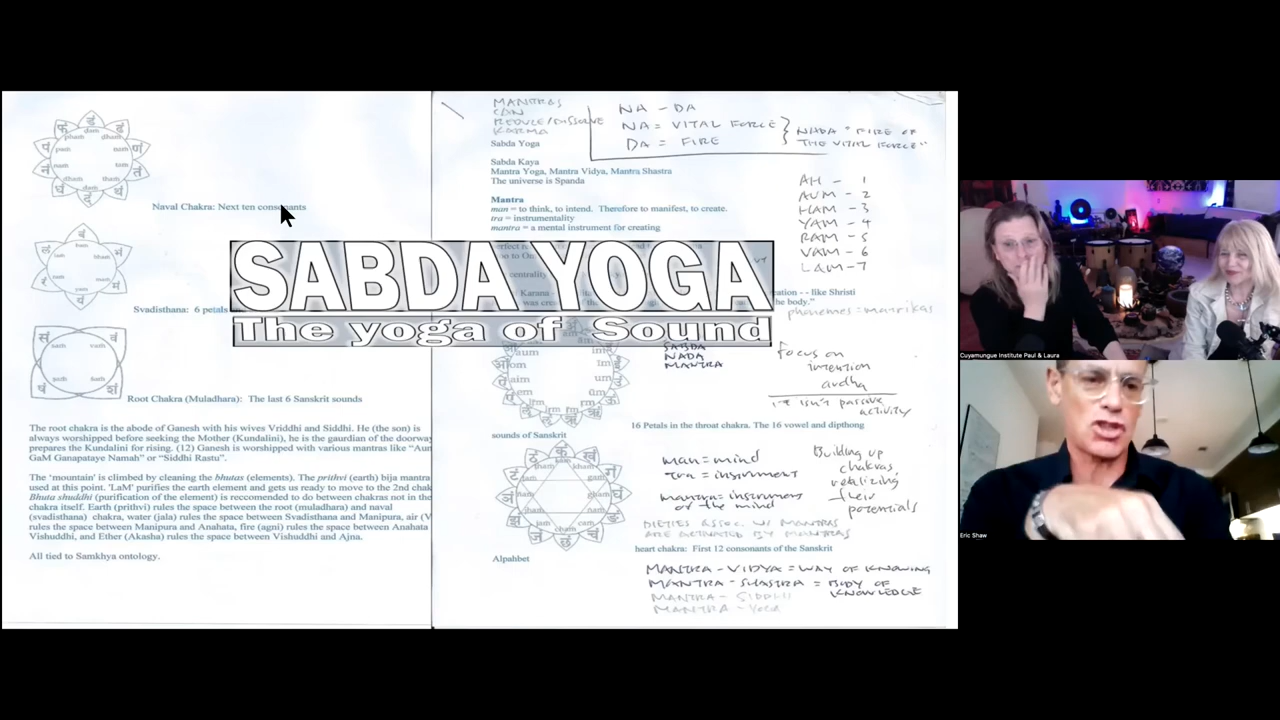 Naval Chakra: Next ten consonants
Svadisthana: 6 petals
Root Chakra (Muladhara): The last 6 Sanskrit sounds
The root chakra is the abode of Ganesh with his wives Vriddhi and Siddhi. He (the son) is
always worshipped before seeking the Mother (Kundalini), he is the gaurdian of the doorway
prepares the Kundalini for rising. (12) Ganesh is worshipped with various mantras like "Aum
GaM Ganapataye Namah" or "Siddhi Rastu".
The 'mountain' is climbed by cleaning the bhutas (elements). The prithvi (earth) bija mantra
used at this point. 'LaM' purifies the earth element and gets us ready to move to the 2nd chak
Bhuta shuddhi (purification of the element) is reccomended to do between chakras not in the
chakra itself. Earth (prithvi) rules the space between the root (muladhara) and naval
(svadisthana) chakra, water (jala) rules the space between Svadisthana and Manipura, air (V
rules the space between Manipura and Anahata, fire (agni) rules the space between Anahata
Vishuddhi, and Ether (Akasha) rules the space between Vishuddhi and Ajna.
All tied to Samkhya ontology.
MANTRAS
CAN
REDUCE/DISSOLVE
KARMA
NA - DA
NA = VITAL FORCE
DA = FIRE
NADA = "FIRE OF
THE VITAL FORCE"
Sabda Yoga
Sabda Kaya
Mantra Yoga, Mantra Vidya, Mantra Shastra
The universe is Spanda
Mantra
man = to think, to intend. Therefore to manifest, to create.
tra = instrumentality
mantra = a mental instrument for creating
AH - 1
AUM - 2
HAM - 3
YAM - 4
RAM - 5
VAM - 6
LAM - 7
SABDA YOGA
The yoga of Sound
centrality
Karana
ation - - like Shristi
the body."
phonemes = matrikas
SABDA
NADA
MANTRA
Focus on
intention
it isn't passive
activity
16 Petals in the throat chakra. The 16 vowel and dipthong
sounds of Sanskrit
man = mind
tra = instrument
mantra = instrument
of the mind
Building up
chakras,
realizing
their
potentials
DIETIES ASSOC. W/ MANTRAS
ARE ACTIVATED BY MANTRAS
heart chakra: First 12 consonants of the Sanskrit
Alpahbet
MANTRA - VIDYA = WAY OF KNOWING
MANTRA - SHASTRA = BODY OF
KNOWLEDGE
MANTRA - SIDDHI
MANTRA - YOGA
Cuyamungue Institute Paul & Laura
Eric Shaw